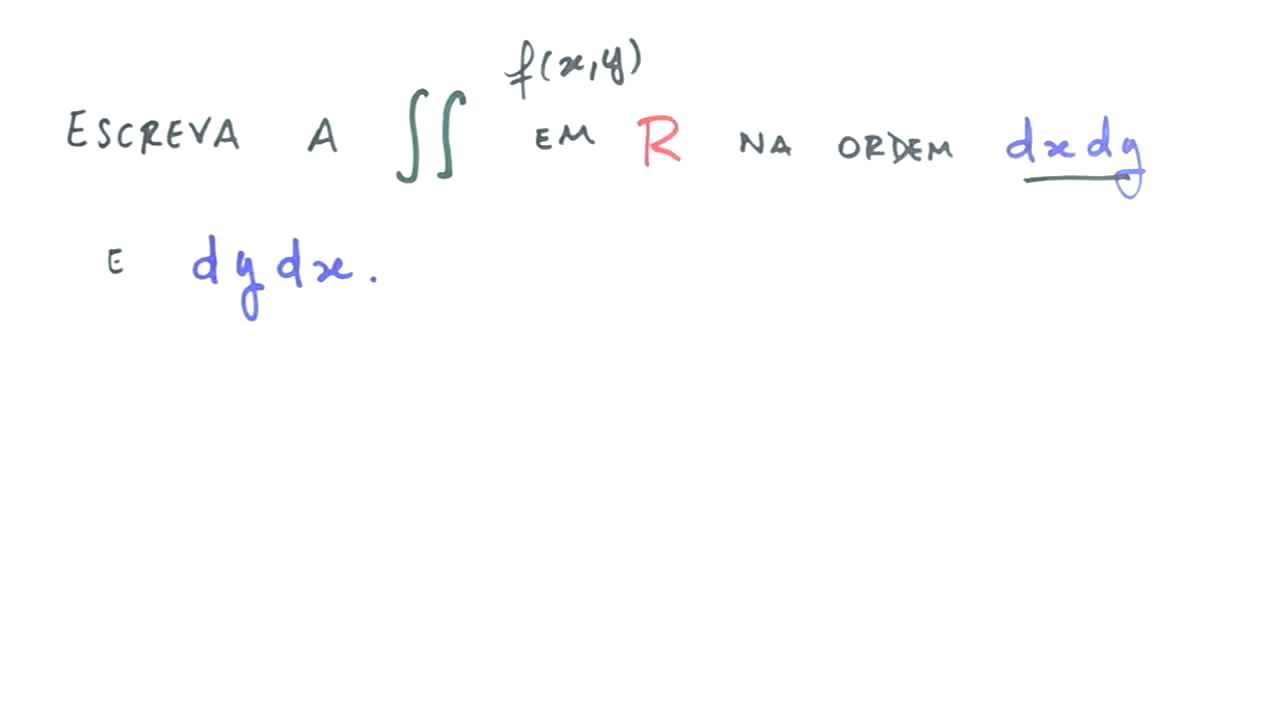 f(x,y)
ESCREVA A ∬ EM R NA ORDEM dxdy
E dydx.